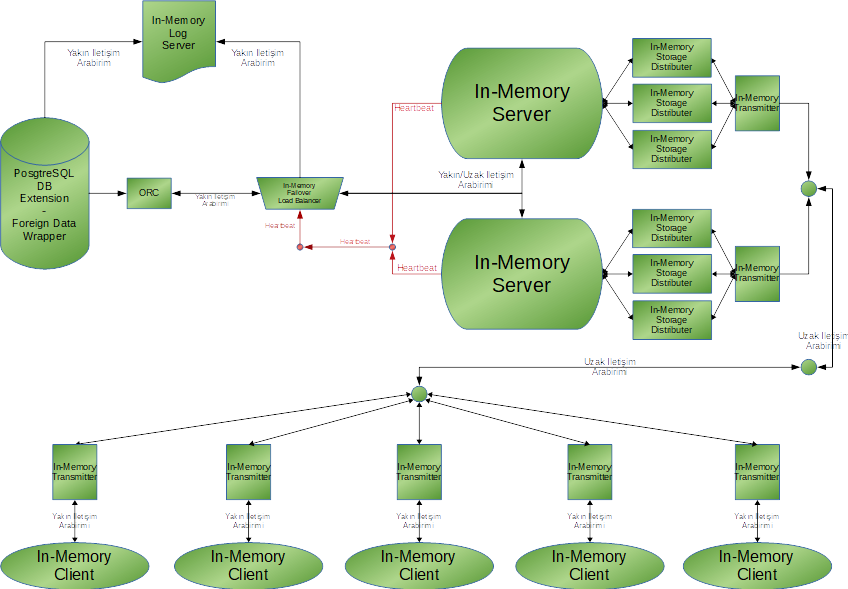 In-Memory
Log
Server
Yakın İletişim
Arabirim
Yakın İletişim
Arabirim
In-Memory
Server
Heartbeat
In-Memory
Storage
Distributer
In-Memory
Storage
Distributer
In-Memory
Storage
Distributer
In-Memory
Transmitter
PosgtreSQL
DB
Extension
-
Foreign Data
Wrapper
ORC
Yakın İletişim
Arabirimi
In-Memory
Failover
Load Balancer
Yakın/Uzak İletişim
Arabirimi
Heartbeat
Heartbeat
Heartbeat
In-Memory
Server
In-Memory
Storage
Distributer
In-Memory
Storage
Distributer
In-Memory
Storage
Distributer
In-Memory
Transmitter
Uzak İletişim
Arabirimi
Uzak İletişim
Arabirimi
In-Memory
Transmitter
In-Memory
Transmitter
In-Memory
Transmitter
In-Memory
Transmitter
In-Memory
Transmitter
Yakın İletişim
Arabirimi
Yakın İletişim
Arabirimi
Yakın İletişim
Arabirimi
Yakın İletişim
Arabirimi
Yakın İletişim
Arabirimi
In-Memory
Client
In-Memory
Client
In-Memory
Client
In-Memory
Client
In-Memory
Client